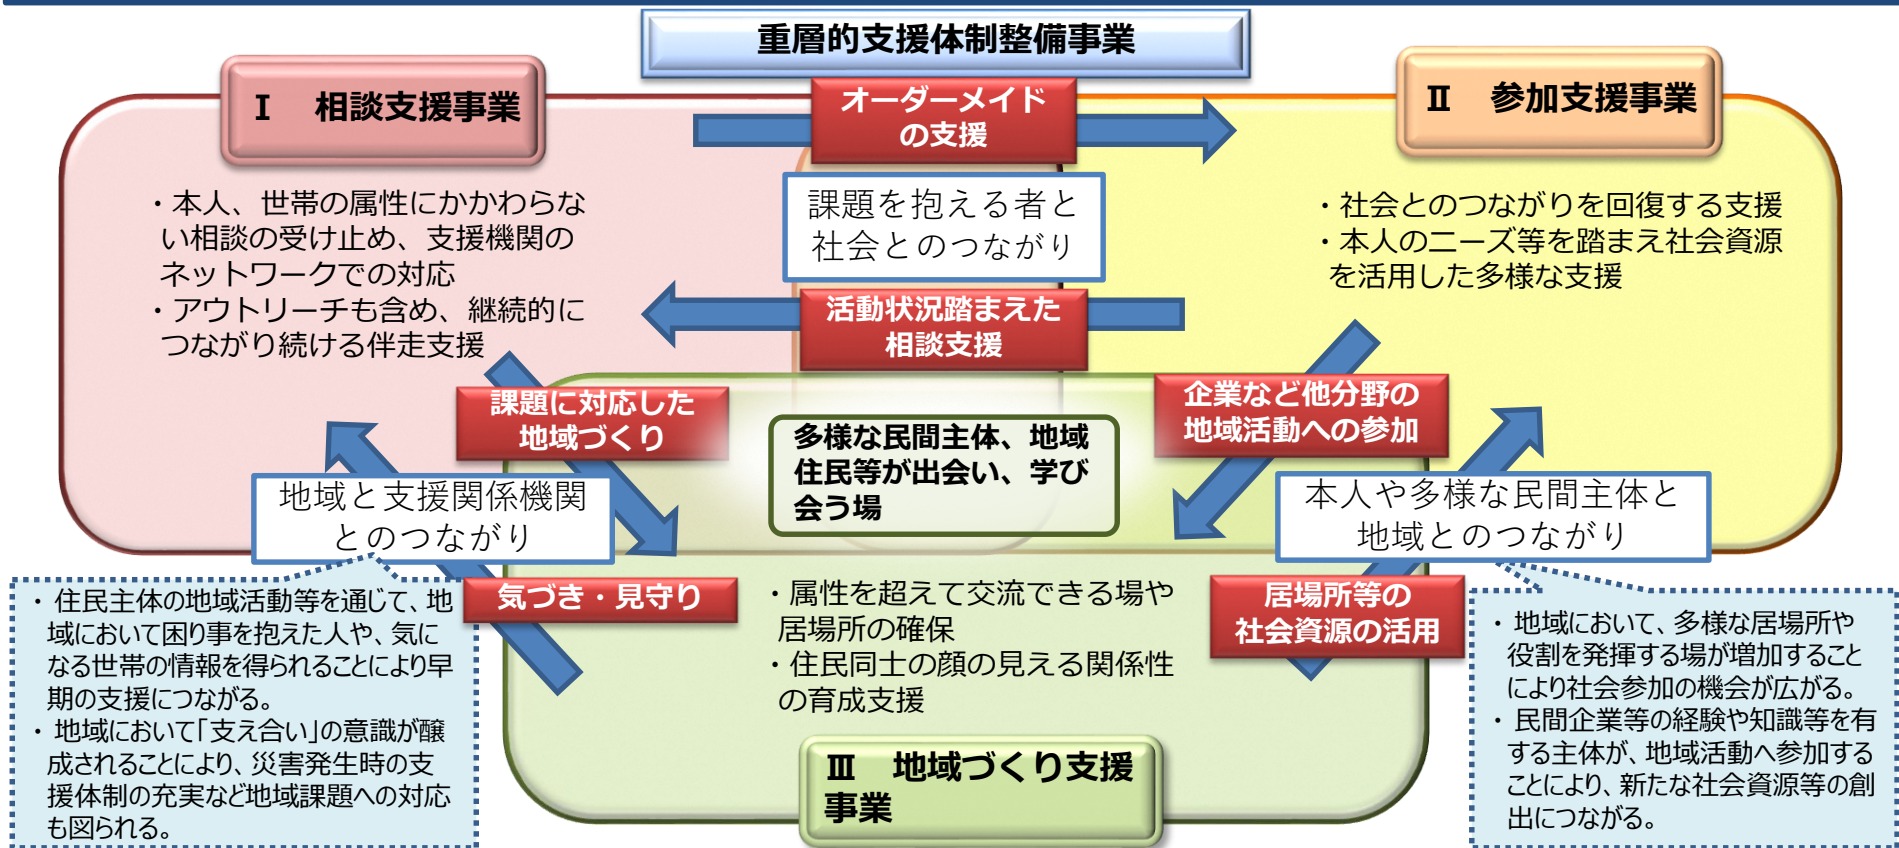 重層的支援体制整備事業
Ⅰ　相談支援事業
オーダーメイド
の支援
Ⅱ　参加支援事業
・本人、世帯の属性にかかわらな
い相談の受け止め、支援機関の
ネットワークでの対応
・アウトリーチも含め、継続的に
つながり続ける伴走支援
課題を抱える者と
社会とのつながり
・社会とのつながりを回復する支援
・本人のニーズ等を踏まえ社会資源
を活用した多様な支援
活動状況踏まえた
相談支援
課題に対応した
地域づくり
企業など他分野の
地域活動への参加
多様な民間主体、地域
住民等が出会い、学び
会う場
地域と支援関係機関
とのつながり
本人や多様な民間主体と
地域とのつながり
気づき・見守り
居場所等の
社会資源の活用
・属性を超えて交流できる場や
居場所の確保
・住民同士の顔の見える関係性
の育成支援
Ⅲ　地域づくり支援
事業
・ 住民主体の地域活動等を通じて、地
域において困り事を抱えた人や、気に
なる世帯の情報を得られることにより早
期の支援につながる。
・ 地域において「支え合い」の意識が醸
成されることにより、災害発生時の支
援体制の充実など地域課題への対応
も図られる。
・ 地域において、多様な居場所や
役割を発揮する場が増加すること
により社会参加の機会が広がる。
・ 民間企業等の経験や知識等を有
する主体が、地域活動へ参加する
ことにより、新たな社会資源等の創
出につながる。